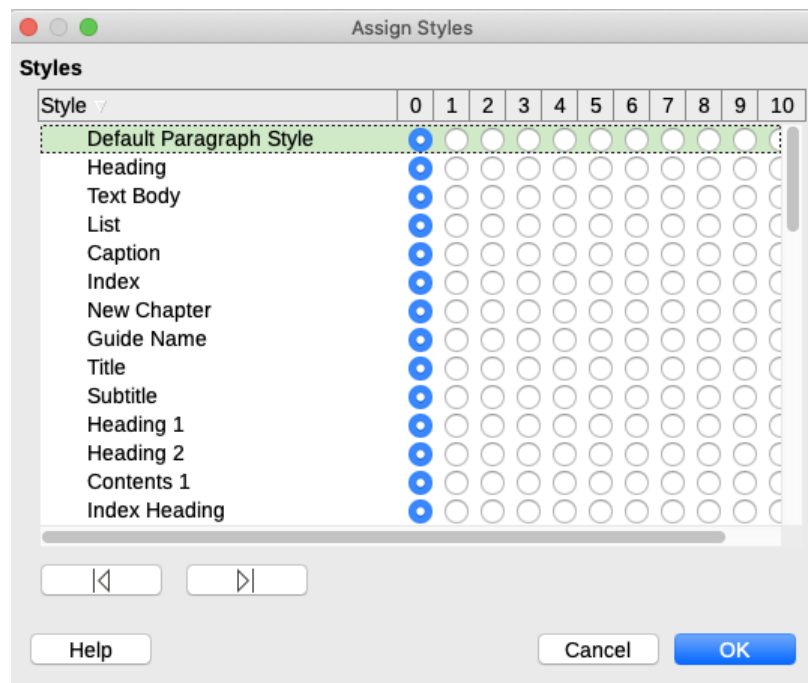 Assign Styles
Styles
Style 0 1 2 3 4 5 6 7 8 9 10
Default Paragraph Style
Heading
Text Body
List
Caption
Index
New Chapter
Guide Name
Title
Subtitle
Heading 1
Heading 2
Contents 1
Index Heading
Help Cancel OK